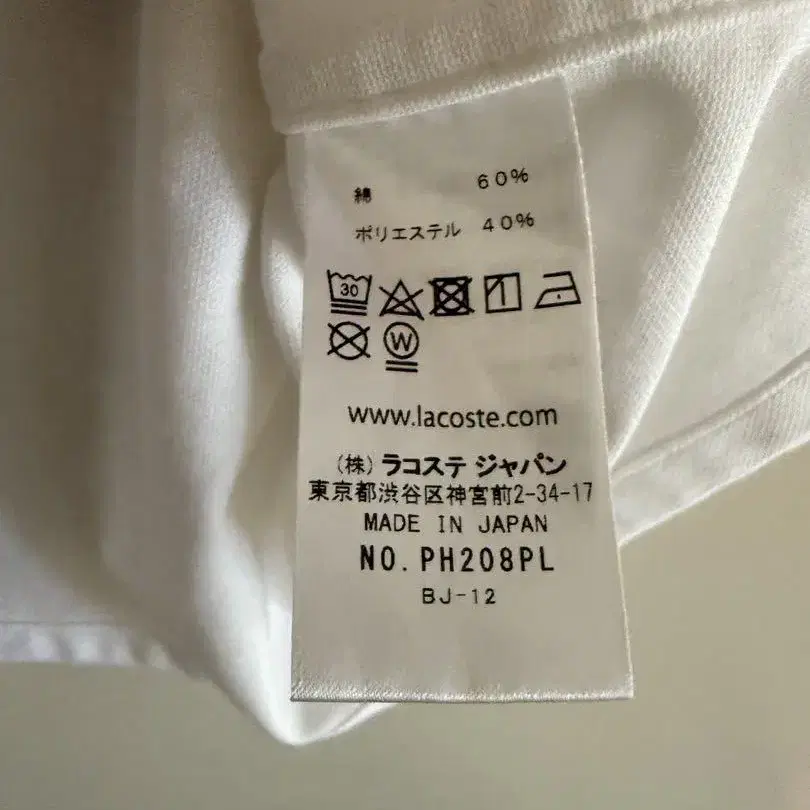 綿 60%
ポリエステル 40%
30
W
www.lacoste.com
(株) ラコステ ジャパン
東京都渋谷区神宮前2-34-17
MADE IN JAPAN
NO. PH208PL
BJ-12